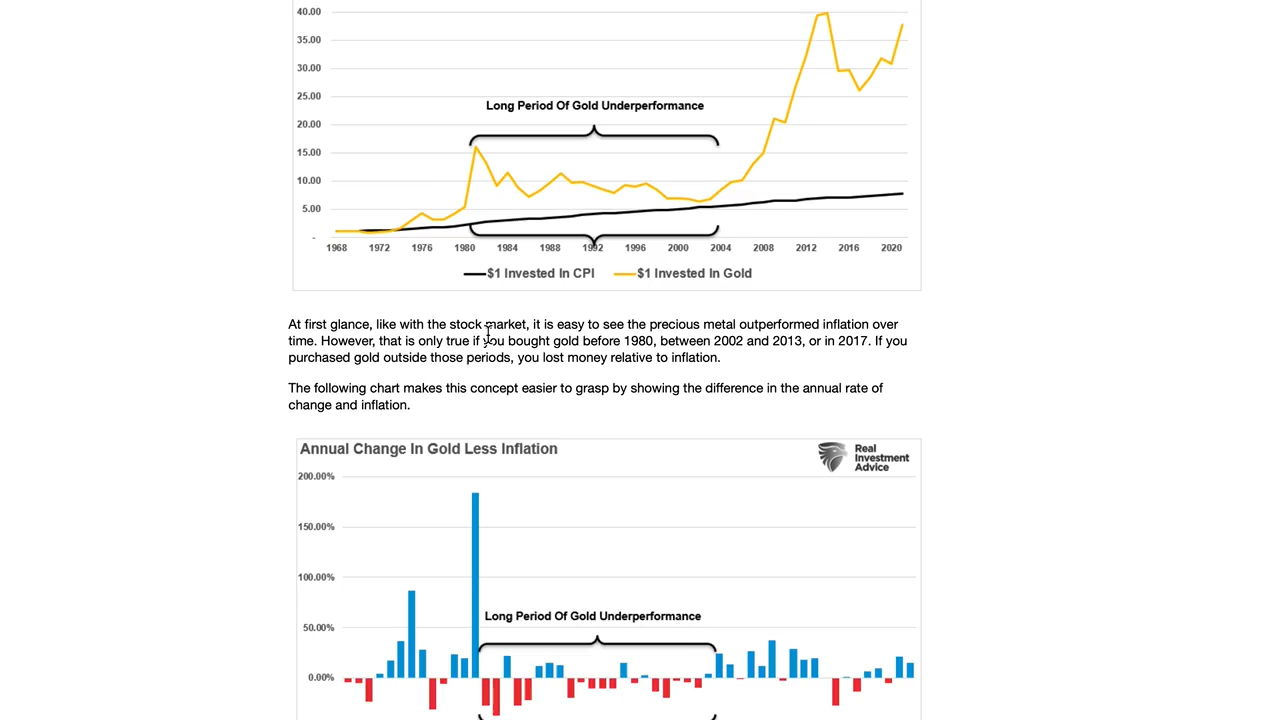 40.00
35.00
30.00
25.00
20.00
15.00
10.00
5.00
-
Long Period Of Gold Underperformance
1968 1972 1976 1980 1984 1988 1992 1996 2000 2004 2008 2012 2016 2020
$1 Invested In CPI $1 Invested In Gold
At first glance, like with the stock market, it is easy to see the precious metal outperformed inflation over
time. However, that is only true if you bought gold before 1980, between 2002 and 2013, or in 2017. If you
purchased gold outside those periods, you lost money relative to inflation.
The following chart makes this concept easier to grasp by showing the difference in the annual rate of
change and inflation.
Annual Change In Gold Less Inflation
Real
Investment
Advice
200.00%
150.00%
100.00%
50.00%
0.00%
Long Period Of Gold Underperformance